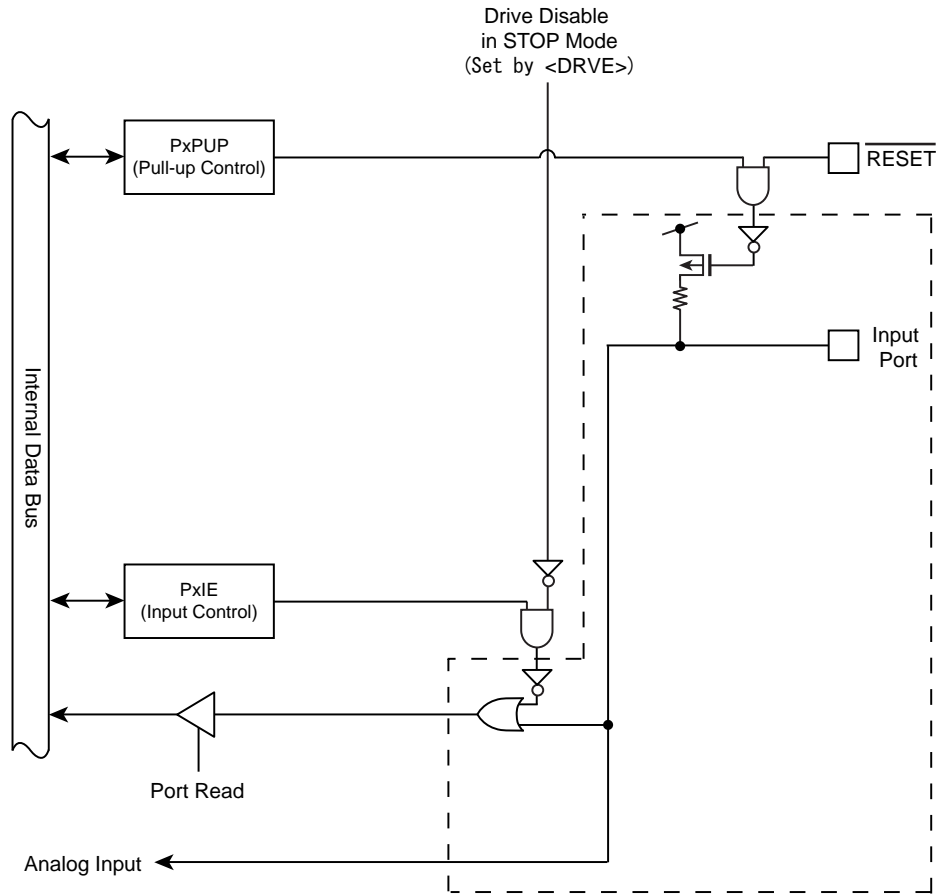 Drive Disable
in STOP Mode
(Set by <DRVE>)
PxPUP
(Pull-up Control)
RESET
Input
Port
Internal Data Bus
PxIE
(Input Control)
Port Read
Analog Input